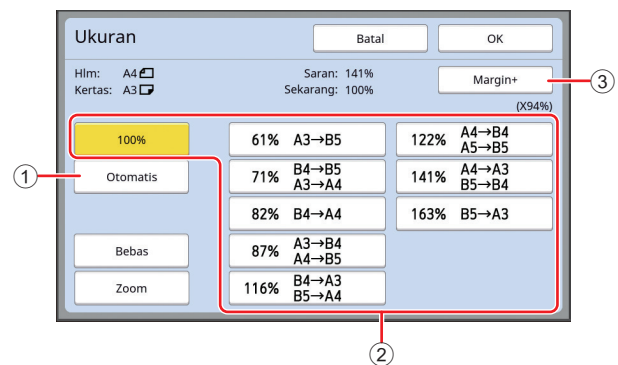 Ukuran
Batal
OK
Hlm: A4
Kertas: A3
Saran: 141%
Sekarang: 100%
Margin+
(X94%)
3
100%
61% A3→B5
122% A4→B4
A5→B5
1
Otomatis
71% B4→B5
A3→A4
141% A4→A3
B5→B4
82% B4→A4
163% B5→A3
Bebas
87% A3→B4
A4→B5
Zoom
116% B4→A3
B5→A4
2